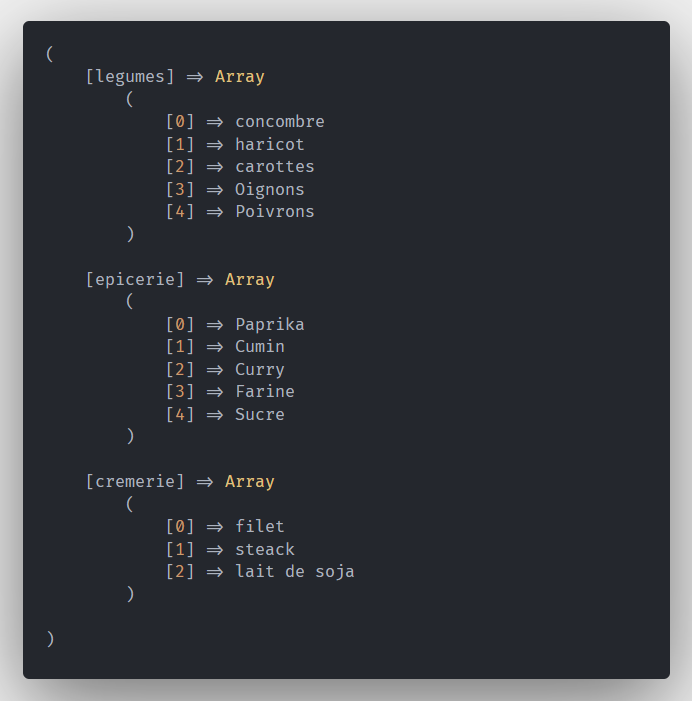 (
    [legumes] => Array
        (
            [0] => concombre
            [1] => haricot
            [2] => carottes
            [3] => Oignons
            [4] => Poivrons
        )

    [epicerie] => Array
        (
            [0] => Paprika
            [1] => Cumin
            [2] => Curry
            [3] => Farine
            [4] => Sucre
        )

    [cremerie] => Array
        (
            [0] => filet
            [1] => steack
            [2] => lait de soja
        )

)